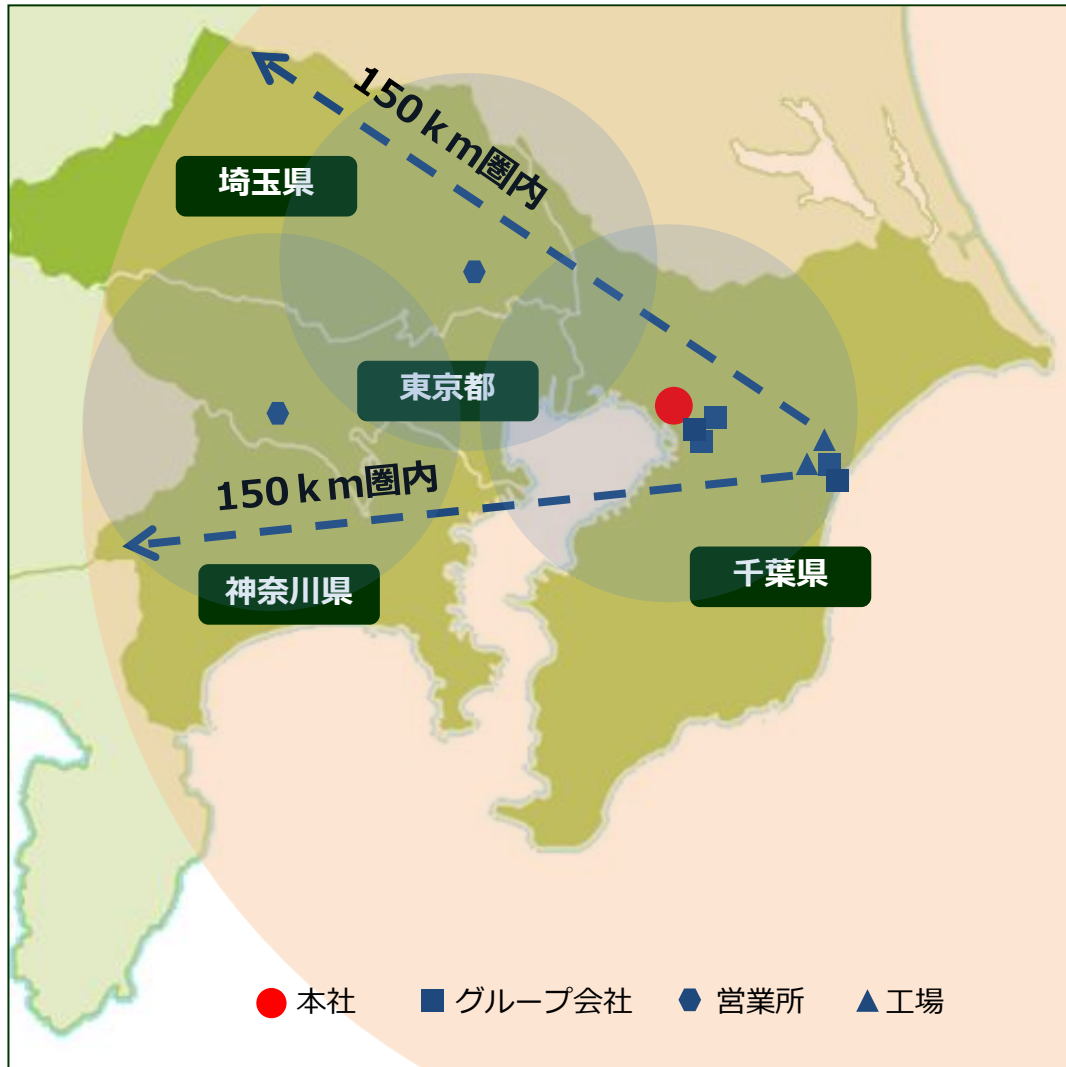 150ｋｍ圏内
埼玉県
東京都
150ｋｍ圏内
神奈川県
千葉県
本社
グループ会社
営業所
工場